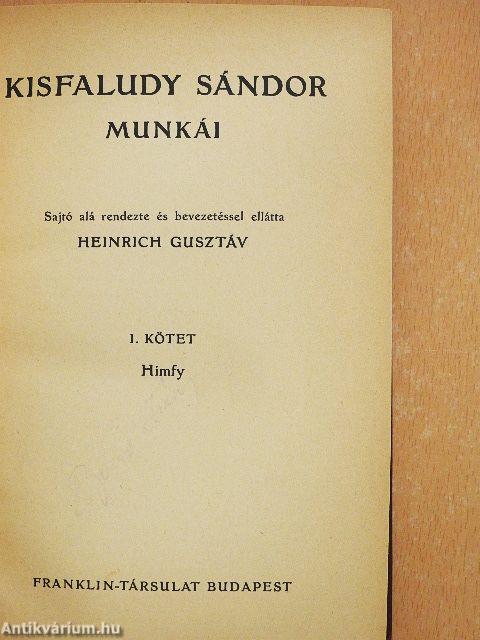 KISFALUDY SÁNDOR
MUNKÁI
Sajtó alá rendezte és bevezetéssel ellátta
HEINRICH GUSZTÁV
I. KÖTET
Himfy
FRANKLIN-TÁRSULAT BUDAPEST
Antikvárium.hu